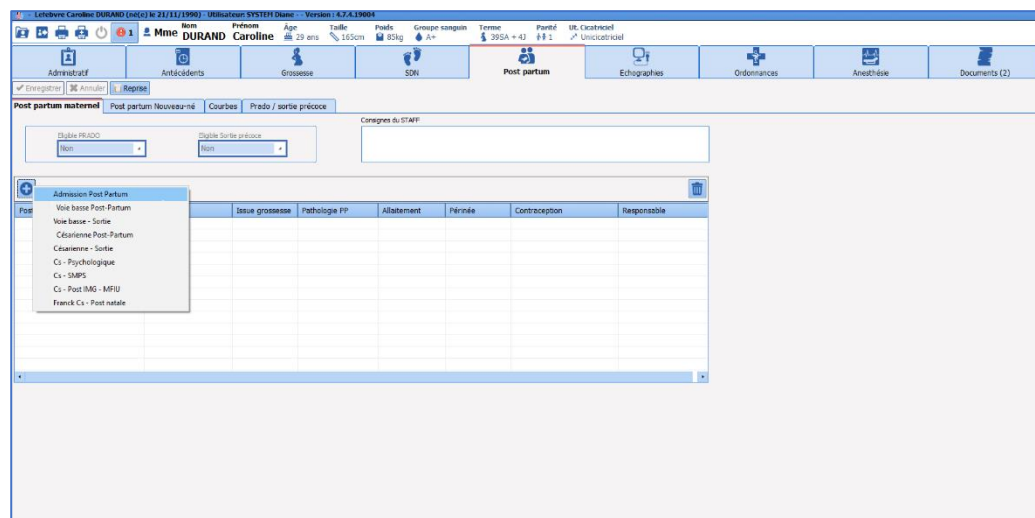 - Lefebvre Caroline DURAND (né(e) le 21/11/1990) - Utilisateur: SYSTEM Diane - - Version : 4.7.4.19004
1 Mme Nom DURAND Prénom Caroline Âge 29 ans Taille 165cm Poids 85kg Groupe sanguin A+ Terme 39SA + 4J Parité 1 Ut. Cicatriciel Unicicatriciel
Administratif Antécédents Grossesse SDN Post partum Echographies Ordonnances Anesthésie Documents (2)
Enregistrer Annuler Reprise
Post partum maternel Post partum Nouveau-né Courbes Prado / sortie précoce
Consignes du STAFF
Eligible PRADO Eligible Sortie précoce
Non Non
Post Issue grossesse Pathologie PP Allaitement Périnée Contraception Responsable
Admission Post Partum
Voie basse Post-Partum
Voie basse - Sortie
Césarienne Post-Partum
Césarienne - Sortie
Cs - Psychologique
Cs - SMPS
Cs - Post IMG - MFIU
Franck Cs - Post natale